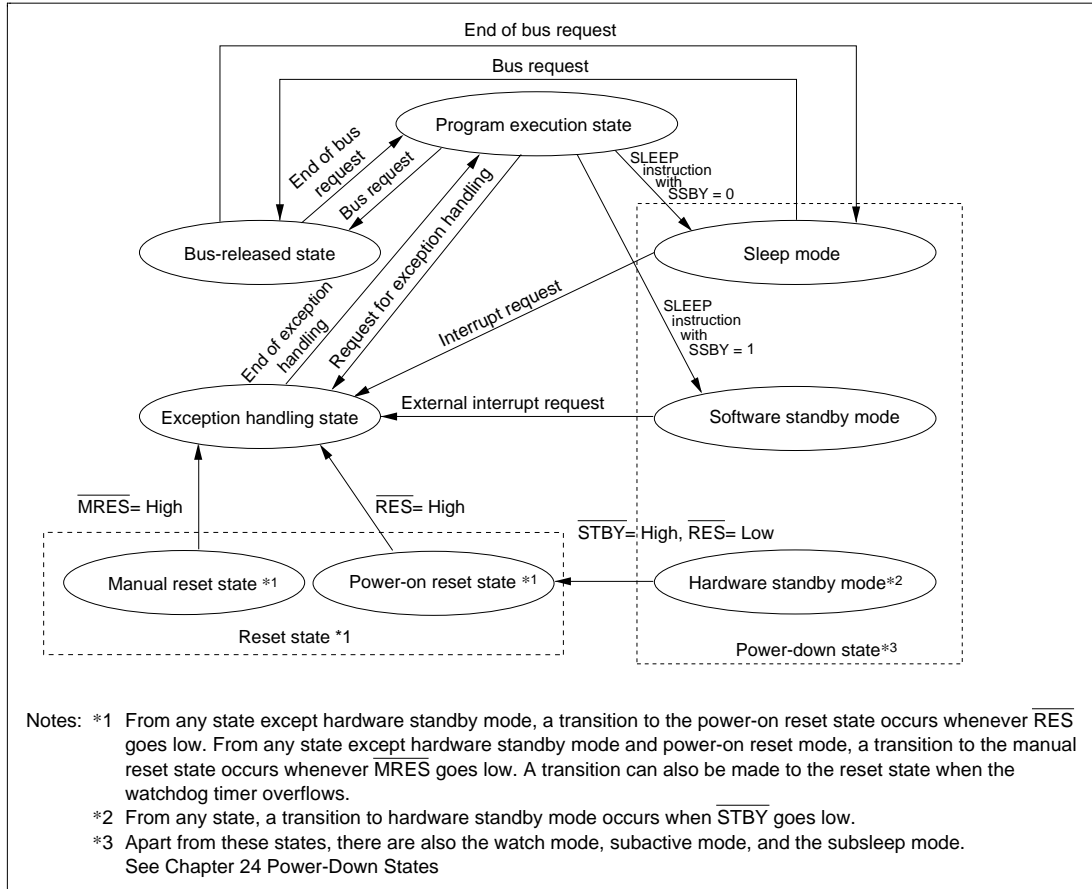 End of bus request
Bus request
Program execution state
End of bus
request
Bus request
SLEEP
instruction
with
SSBY = 0
Bus-released state
Sleep mode
End of exception
handling
Request for exception handling
Interrupt request
SLEEP
instruction
with
SSBY = 1
Exception handling state
External interrupt request
Software standby mode
M̅R̅E̅S̅= High
R̅E̅S̅= High
S̅T̅B̅Y̅= High, R̅E̅S̅= Low
Manual reset state *1
Power-on reset state *1
Hardware standby mode*2
Reset state *1
Power-down state*3
Notes: *1 From any state except hardware standby mode, a transition to the power-on reset state occurs whenever R̅E̅S̅
goes low. From any state except hardware standby mode and power-on reset mode, a transition to the manual
reset state occurs whenever M̅R̅E̅S̅ goes low. A transition can also be made to the reset state when the
watchdog timer overflows.
*2 From any state, a transition to hardware standby mode occurs when S̅T̅B̅Y̅ goes low.
*3 Apart from these states, there are also the watch mode, subactive mode, and the subsleep mode.
See Chapter 24 Power-Down States